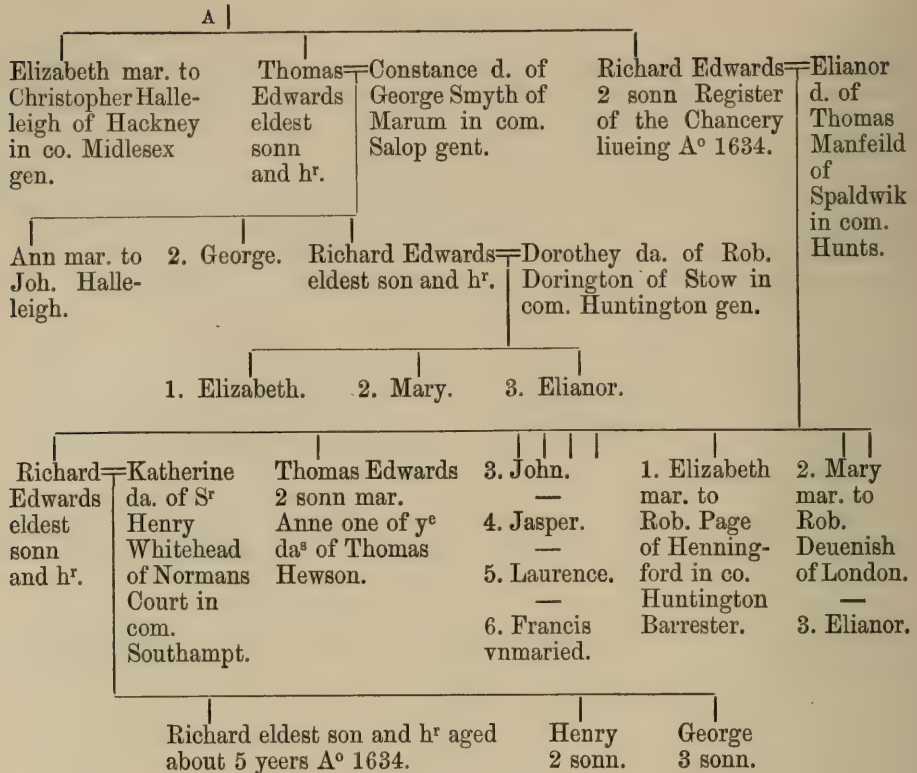 A
Elizabeth mar. to
Christopher Halle-
leigh of Hackney
in co. Midlesex
gen.
Thomas
Edwards
eldest
sonn
and hʳ.
Constance d. of
George Smyth of
Marum in com.
Salop gent.
Richard Edwards
2 sonn Register
of the Chancery
liueing Aº 1634.
Elianor
d. of
Thomas
Manfeild
of
Spaldwik
in com.
Hunts.
Ann mar. to
Joh. Halle-
leigh.
2. George.
Richard Edwards
eldest son and hʳ.
Dorothey da. of Rob.
Dorington of Stow in
com. Huntington gen.
1. Elizabeth.
2. Mary.
3. Elianor.
Richard
Edwards
eldest
sonn
and hʳ.
Katherine
da. of Sʳ
Henry
Whitehead
of Normans
Court in
com.
Southampt.
Thomas Edwards
2 sonn mar.
Anne one of yᵉ
daˢ of Thomas
Hewson.
3. John.
—
4. Jasper.
—
5. Laurence.
—
6. Francis
vnmaried.
1. Elizabeth
mar. to
Rob. Page
of Henning-
ford in co.
Huntington
Barrester.
2. Mary
mar. to
Rob.
Deuenish
of London.
—
3. Elianor.
Richard eldest son and hʳ aged
about 5 yeers Aº 1634.
Henry
2 sonn.
George
3 sonn.